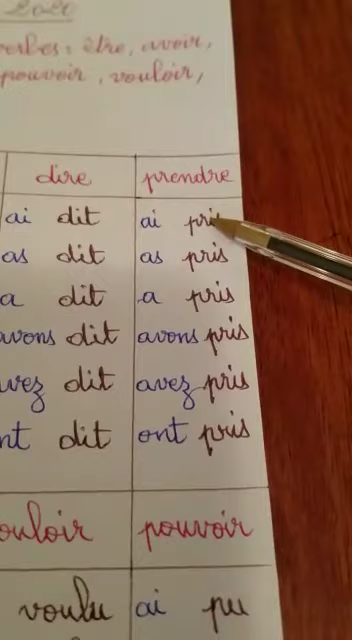 2020
verbes : être, avoir,
pouvoir, vouloir,
dire prendre
ai dit ai pris
as dit as pris
a dit a pris
avons dit avons pris
avez dit avez pris
ont dit ont pris
vouloir pouvoir
voulu ai pu